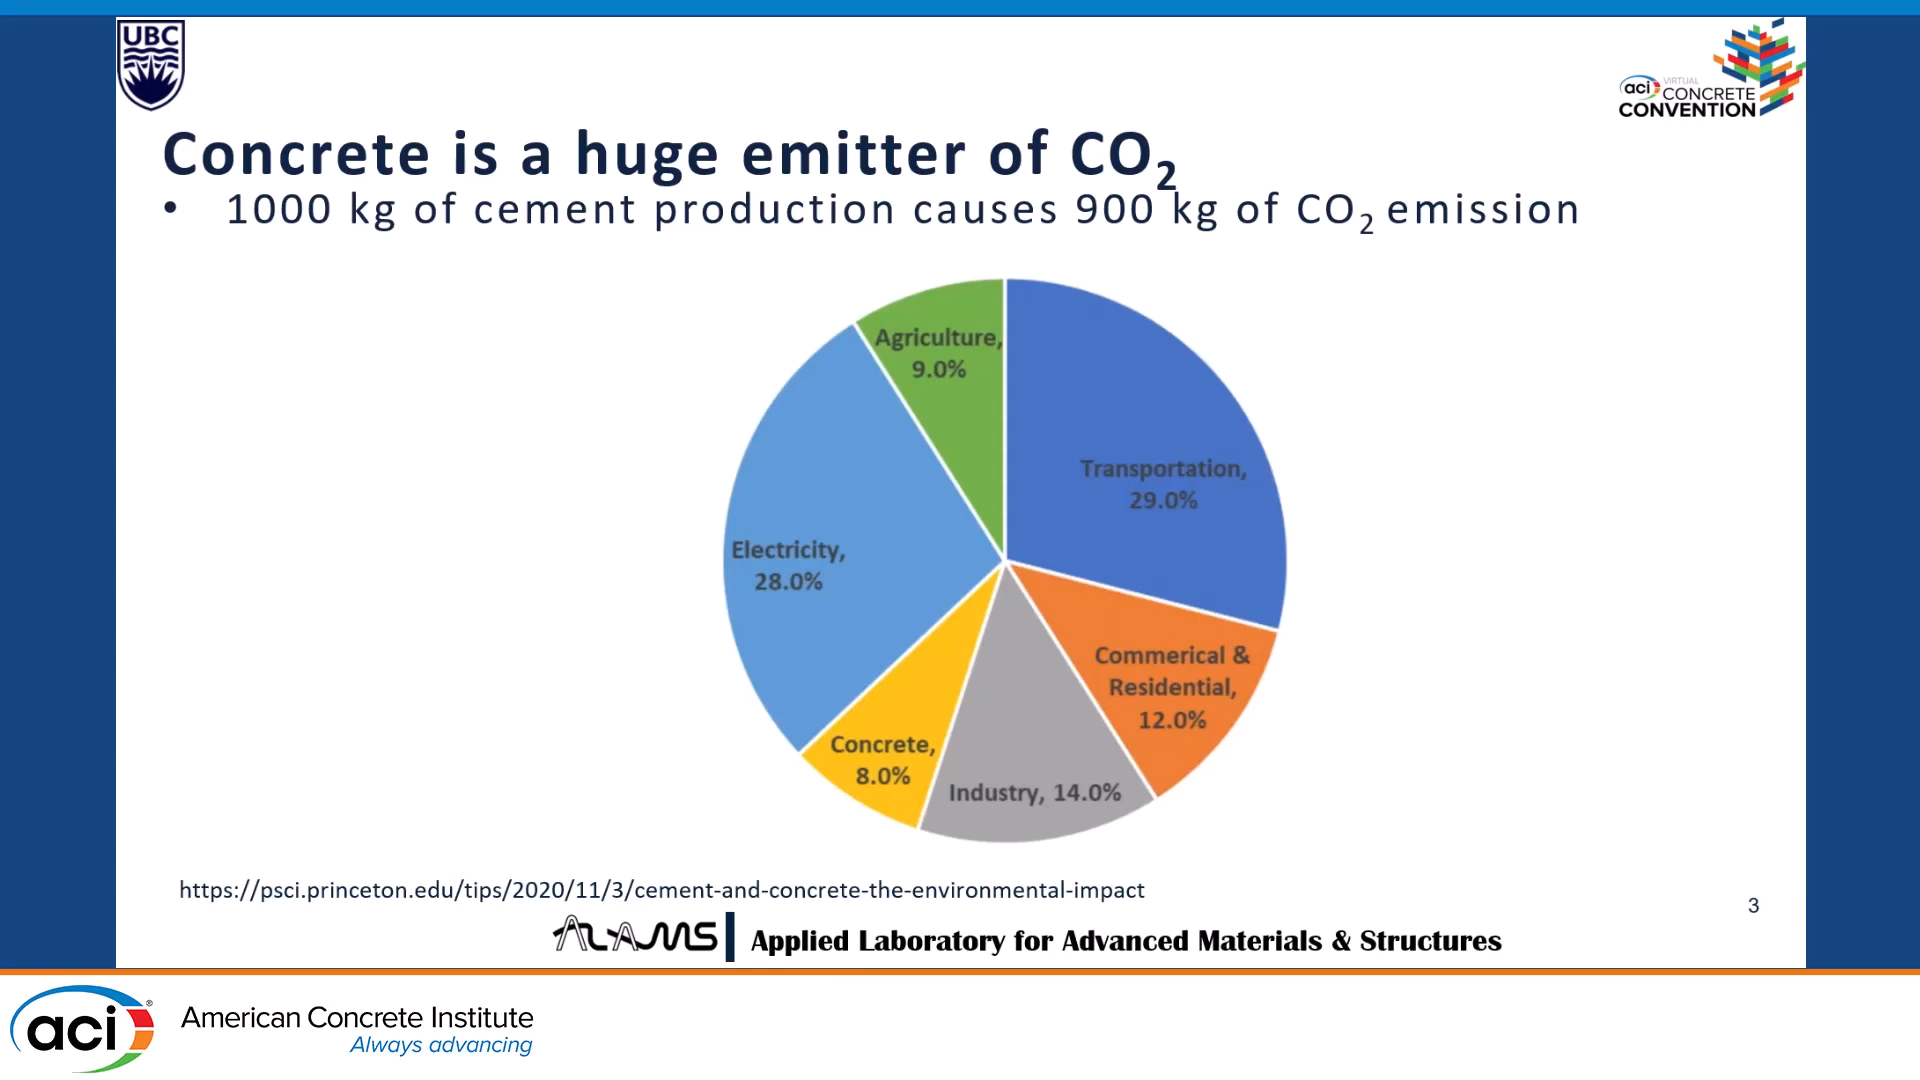 UBC
aci VIRTUAL
CONCRETE
CONVENTION
Concrete is a huge emitter of CO₂
• 1000 kg of cement production causes 900 kg of CO₂ emission
Agriculture,
9.0%
Transportation,
29.0%
Electricity,
28.0%
Commerical &
Residential,
12.0%
Concrete,
8.0%
Industry, 14.0%
https://psci.princeton.edu/tips/2020/11/3/cement-and-concrete-the-environmental-impact
3
ALAMS Applied Laboratory for Advanced Materials & Structures
aci® American Concrete Institute
Always advancing